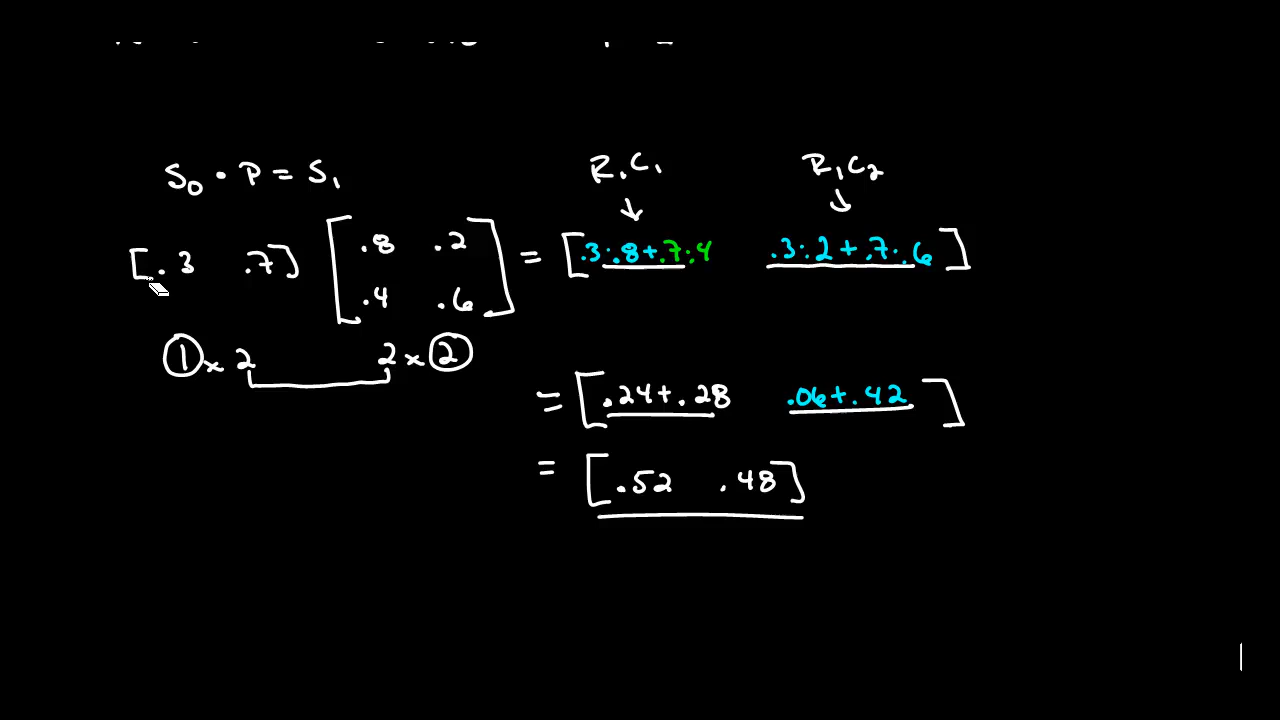 S₀ · P = S₁
R₁C₁ R₁C₂
↓ ↓
[.3 .7] [.8 .2
.4 .6] = [.3·.8+.7·.4 .3·.2+.7·.6]
① x 2 2 x ②
= [.24+.28 .06+.42]
= [.52 .48]